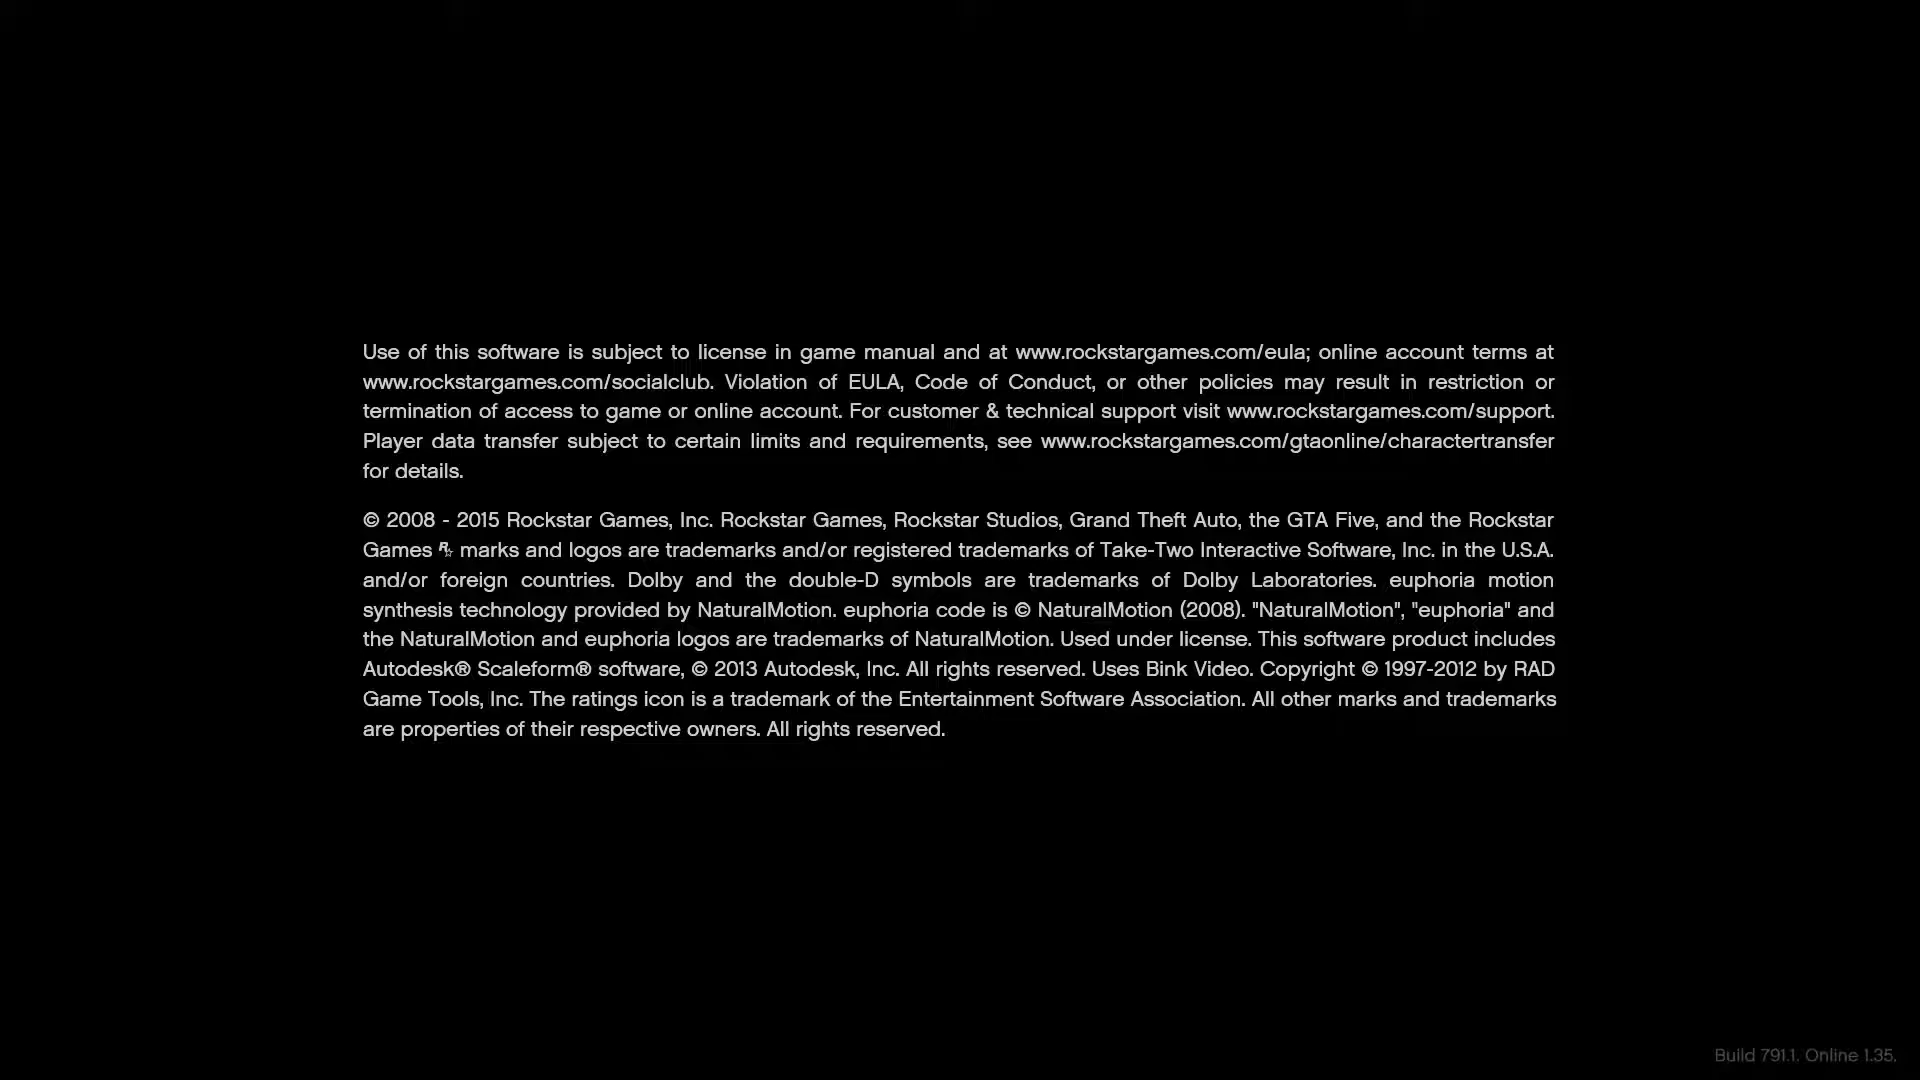 Use of this software is subject to license in game manual and at www.rockstargames.com/eula; online account terms at
www.rockstargames.com/socialclub. Violation of EULA, Code of Conduct, or other policies may result in restriction or
termination of access to game or online account. For customer & technical support visit www.rockstargames.com/support.
Player data transfer subject to certain limits and requirements, see www.rockstargames.com/gtaonline/charactertransfer
for details.
© 2008 - 2015 Rockstar Games, Inc. Rockstar Games, Rockstar Studios, Grand Theft Auto, the GTA Five, and the Rockstar
Games R* marks and logos are trademarks and/or registered trademarks of Take-Two Interactive Software, Inc. in the U.S.A.
and/or foreign countries. Dolby and the double-D symbols are trademarks of Dolby Laboratories. euphoria motion
synthesis technology provided by NaturalMotion. euphoria code is © NaturalMotion (2008). "NaturalMotion", "euphoria" and
the NaturalMotion and euphoria logos are trademarks of NaturalMotion. Used under license. This software product includes
Autodesk® Scaleform® software, © 2013 Autodesk, Inc. All rights reserved. Uses Bink Video. Copyright © 1997-2012 by RAD
Game Tools, Inc. The ratings icon is a trademark of the Entertainment Software Association. All other marks and trademarks
are properties of their respective owners. All rights reserved.
Build 791.1. Online 1.35.